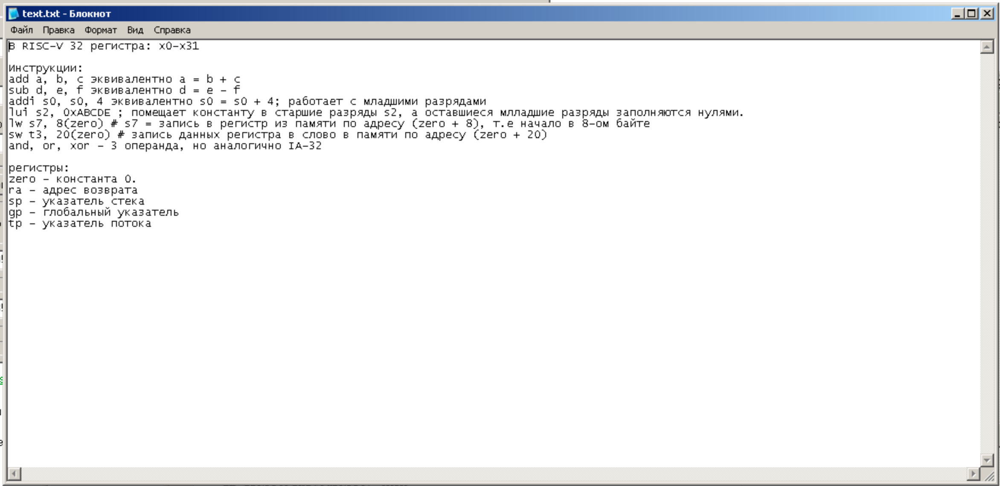 text.txt - Блокнот
Файл Правка Формат Вид Справка
В RISC-V 32 регистра: x0-x31
Инструкции:
add a, b, c эквивалентно a = b + c
sub d, e, f эквивалентно d = e - f
addi s0, s0, 4 эквивалентно s0 = s0 + 4; работает с младшими разрядами
lui s2, 0xABCDE ; помещает константу в старшие разряды s2, а оставшиеся млладшие разряды заполняются нулями.
lw s7, 8(zero) # s7 = запись в регистр из памяти по адресу (zero + 8), т.е начало в 8-ом байте
sw t3, 20(zero) # запись данных регистра в слово в памяти по адресу (zero + 20)
and, or, xor - 3 операнда, но аналогично IA-32
регистры:
zero - константа 0.
ra - адрес возврата
sp - указатель стека
gp - глобальный указатель
tp - указатель потока